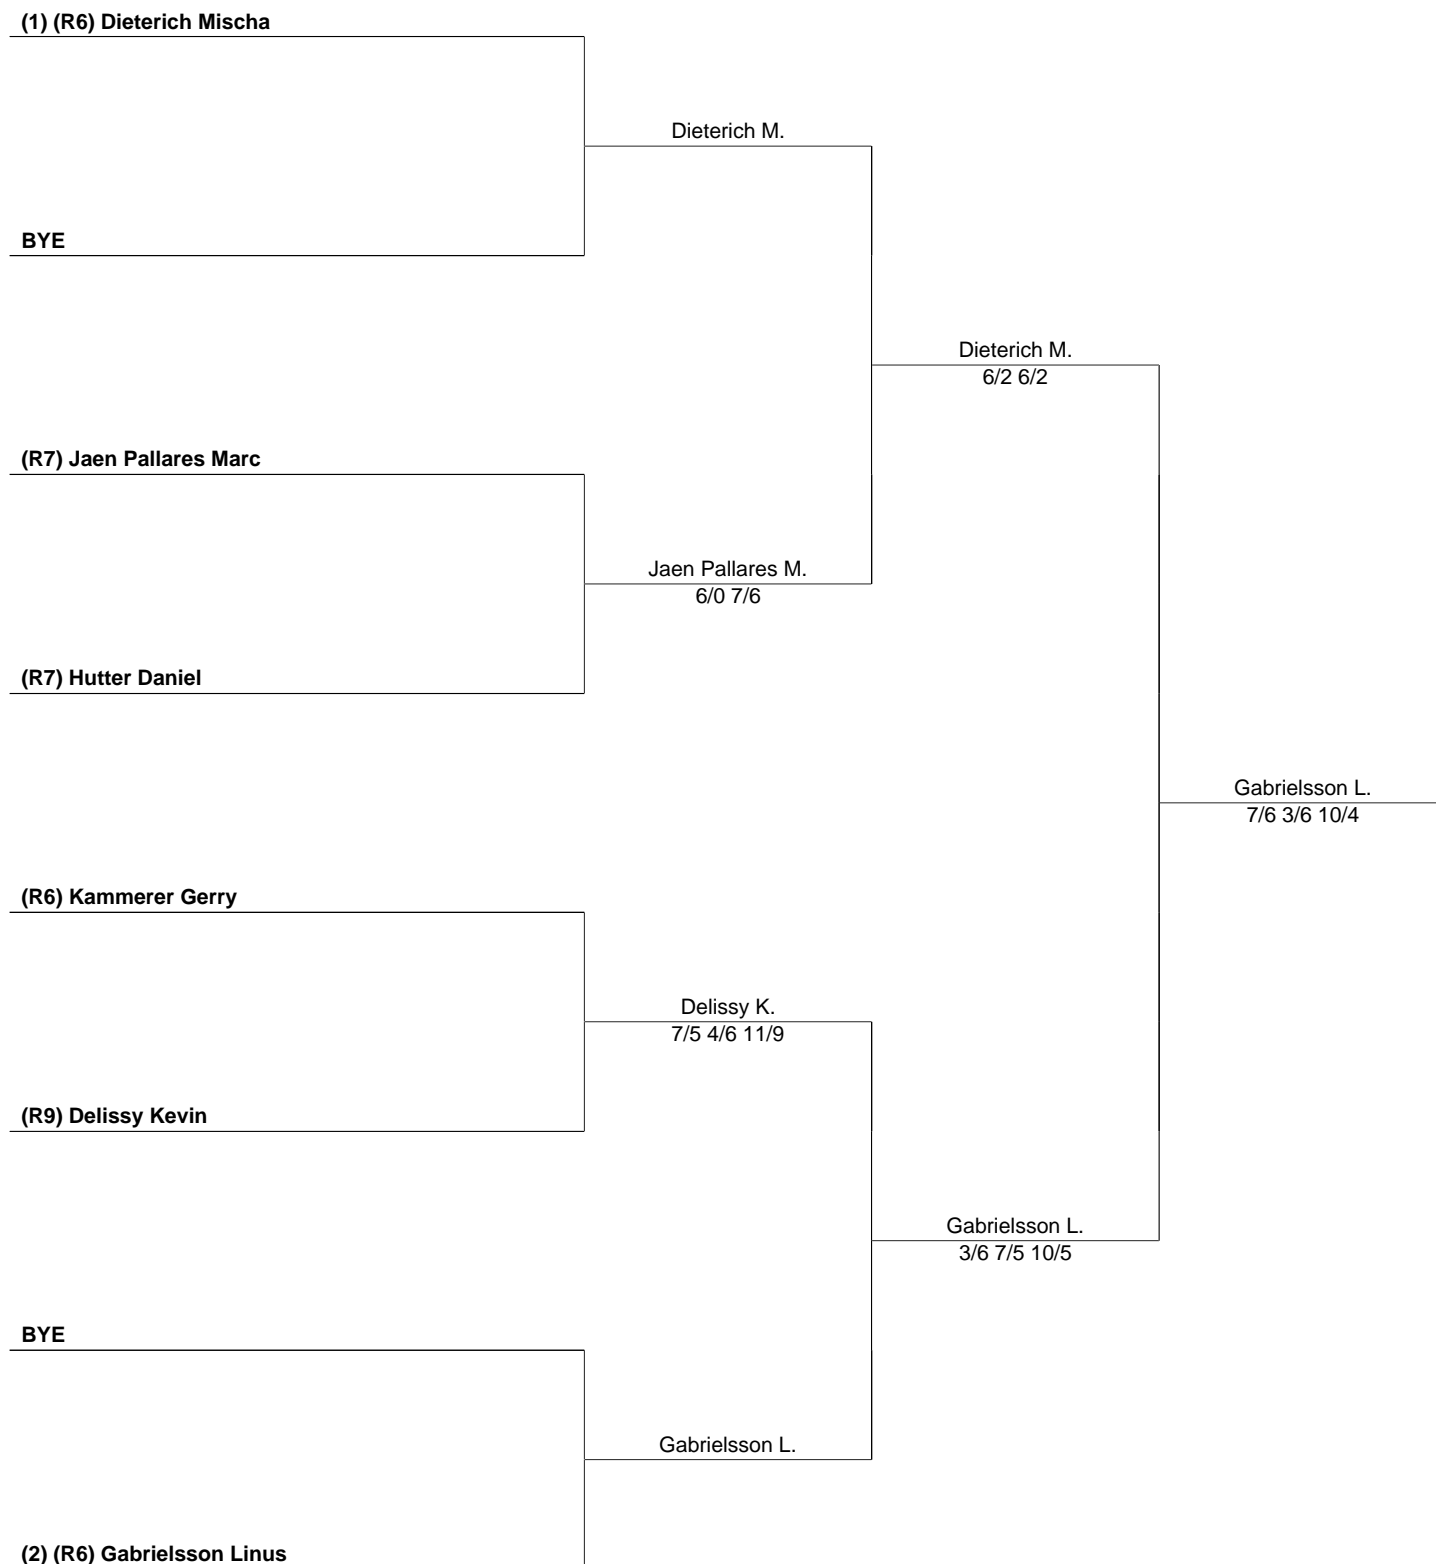 (1) (R6) Dieterich Mischa
Dieterich M.
BYE
Dieterich M.
6/2 6/2
(R7) Jaen Pallares Marc
Jaen Pallares M.
6/0 7/6
(R7) Hutter Daniel
Gabrielsson L.
7/6 3/6 10/4
(R6) Kammerer Gerry
Delissy K.
7/5 4/6 11/9
(R9) Delissy Kevin
Gabrielsson L.
3/6 7/5 10/5
BYE
Gabrielsson L.
(2) (R6) Gabrielsson Linus